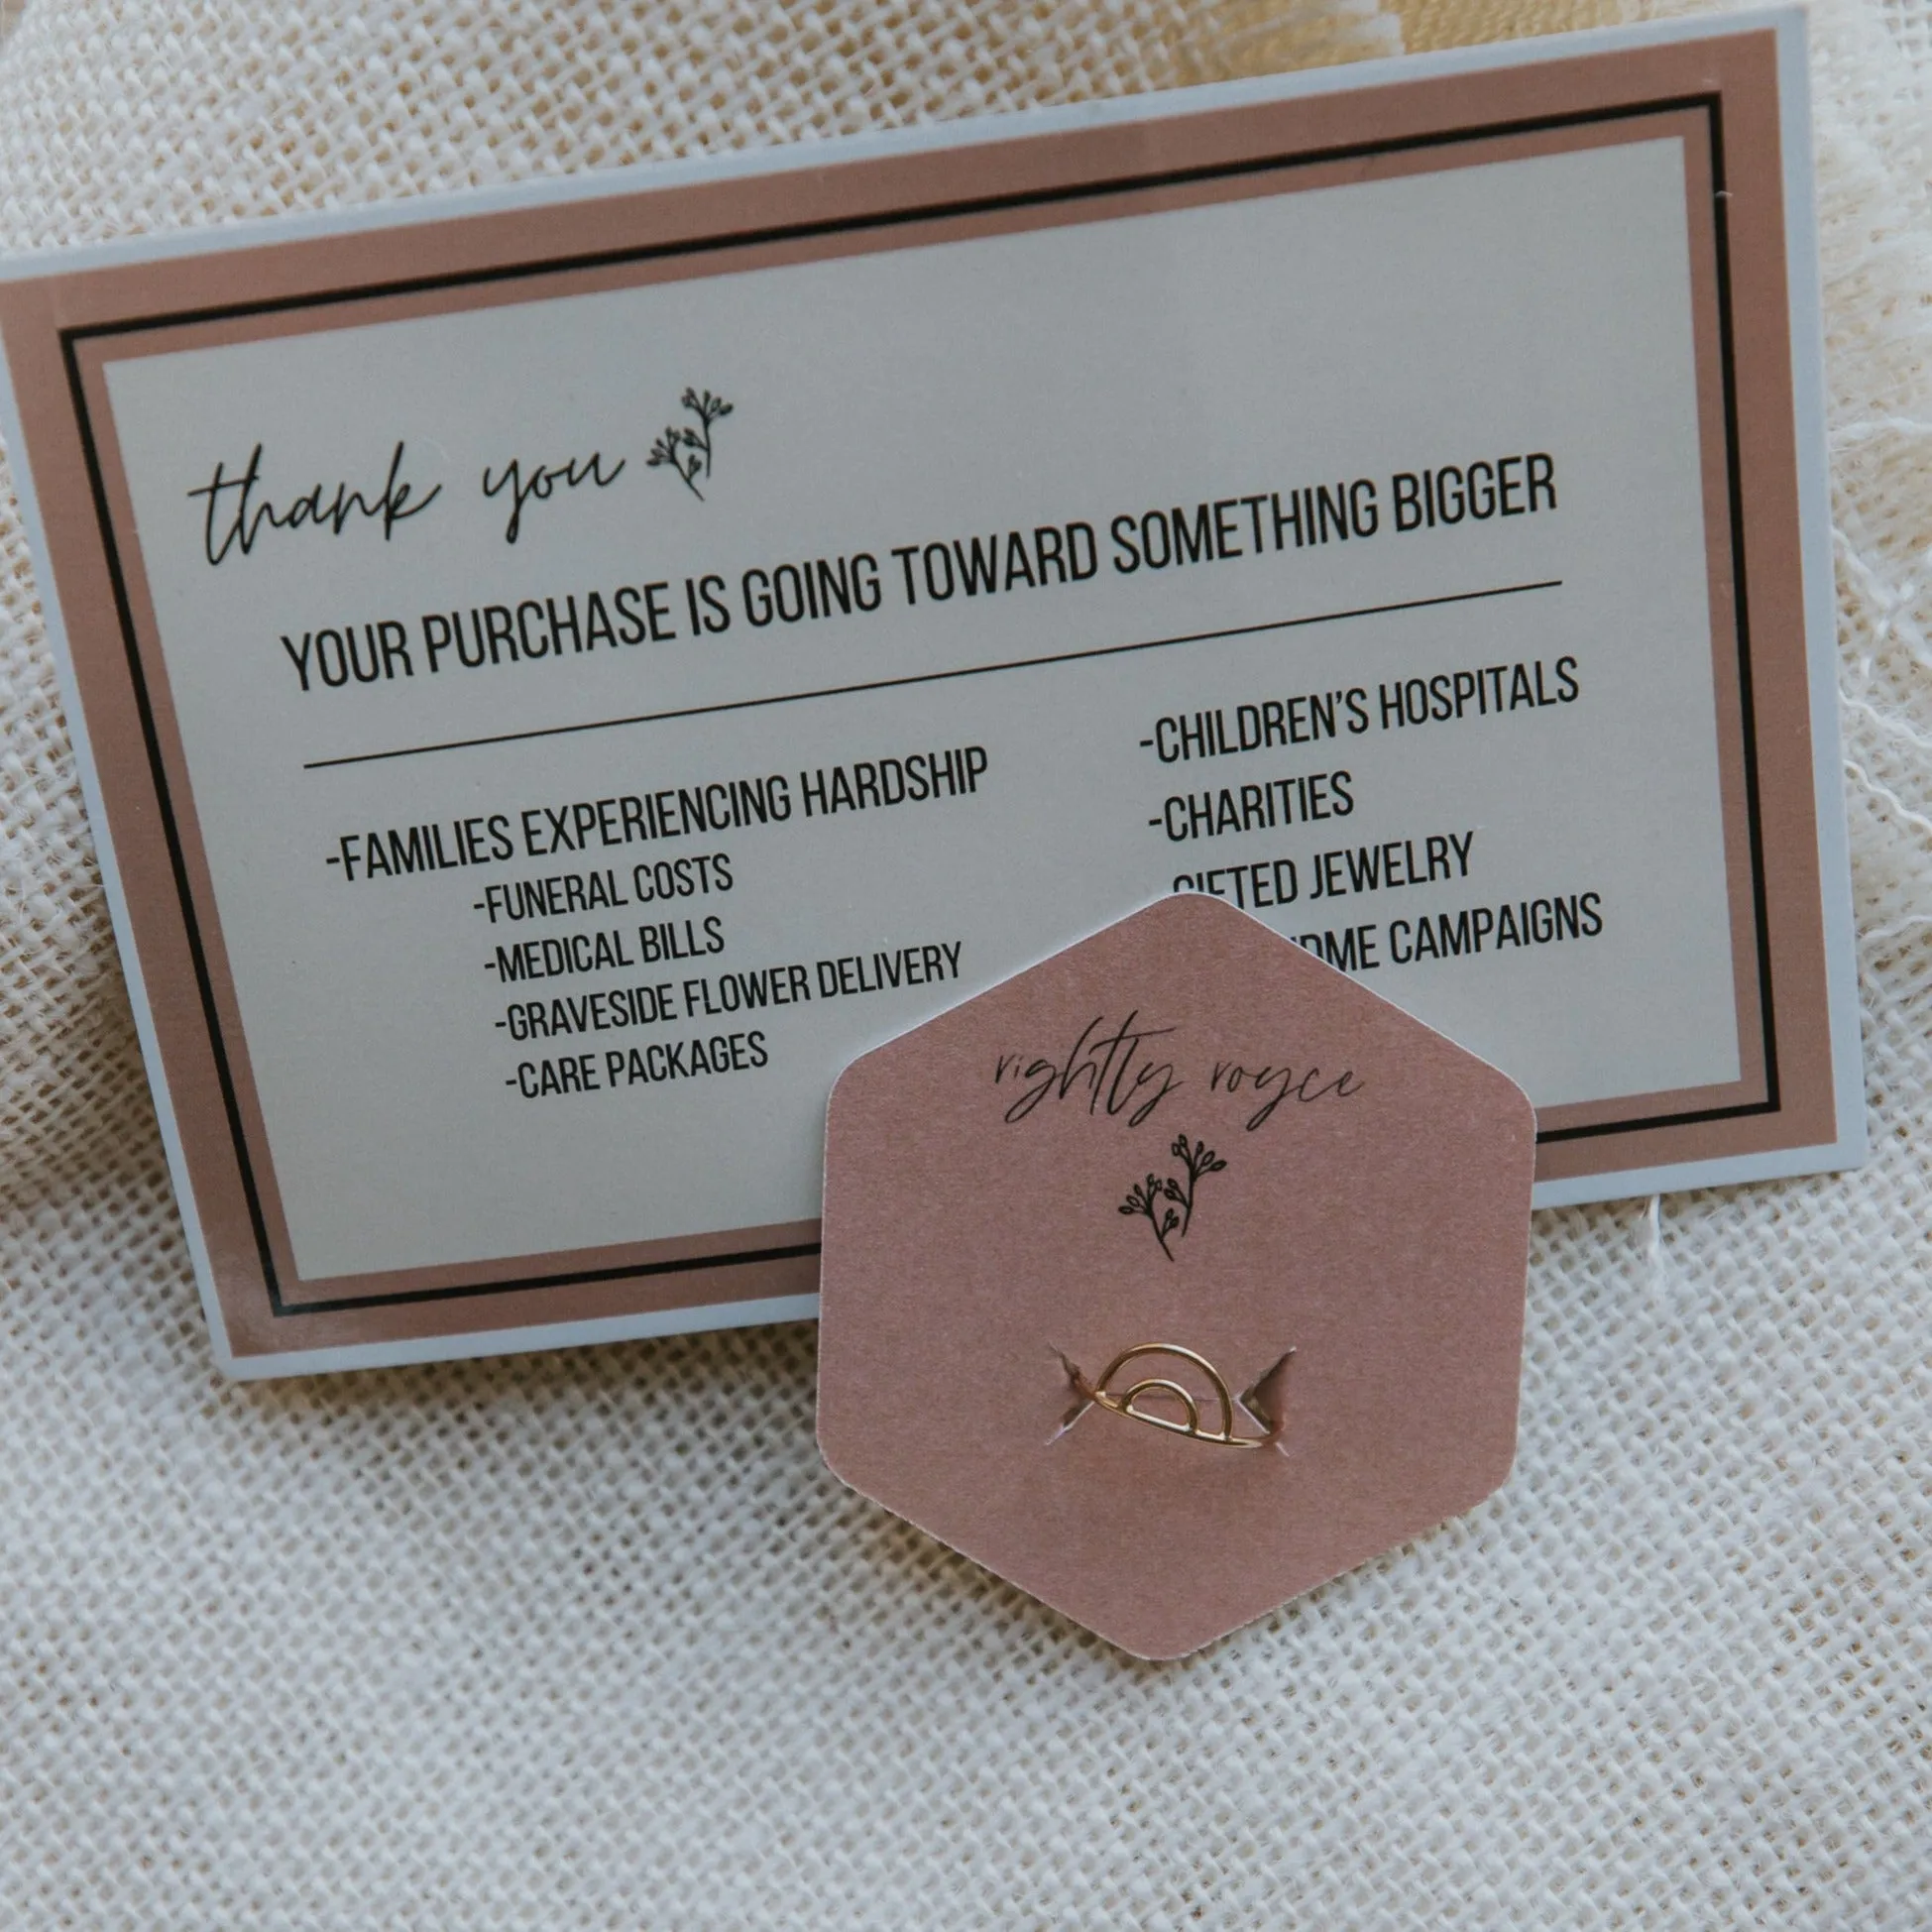 thank you
YOUR PURCHASE IS GOING TOWARD SOMETHING BIGGER
-FAMILIES EXPERIENCING HARDSHIP
-FUNERAL COSTS
-MEDICAL BILLS
-GRAVESIDE FLOWER DELIVERY
-CARE PACKAGES
-CHILDREN'S HOSPITALS
-CHARITIES
GIFTED JEWELRY
CAMPAIGNS
rightly royce